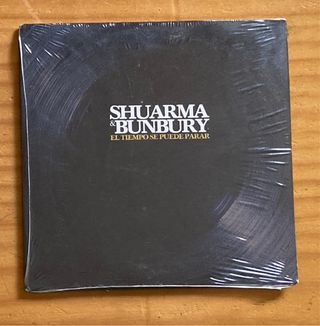 SHUARMA
& BUNBURY
EL TIEMPO SE PUEDE PARAR